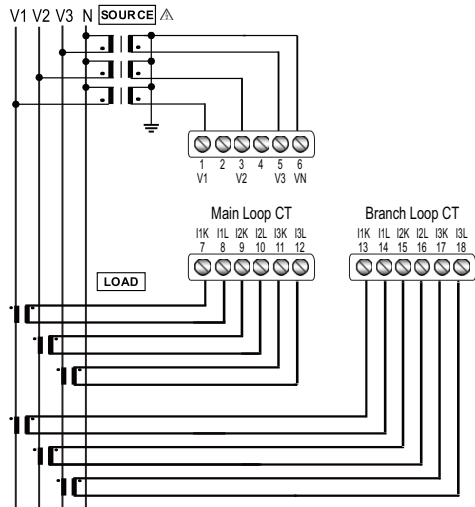 V1 V2 V3 N SOURCE ⚠
1 2 3 4 5 6
V1 V2 V3 VN
Main Loop CT
I1K I1L I2K I2L I3K I3L
7 8 9 10 11 12
Branch Loop CT
I1K I1L I2K I2L I3K I3L
13 14 15 16 17 18
LOAD